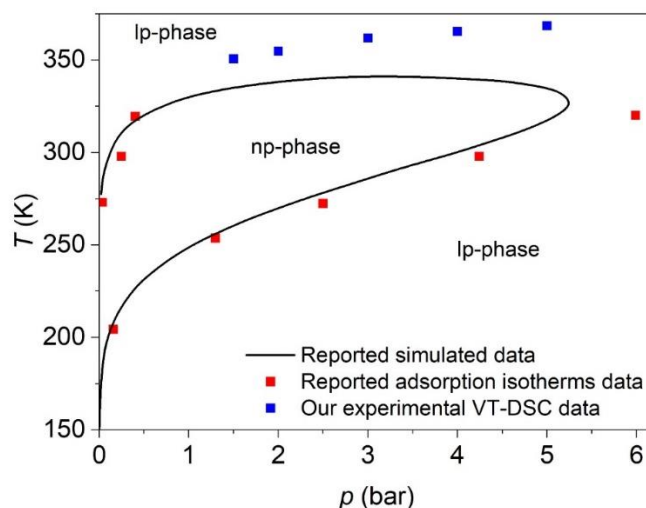 lp-phase
350
np-phase
300
T (K)
250
lp-phase
200
Reported simulated data
Reported adsorption isotherms data
Our experimental VT-DSC data
150
0 1 2 3 4 5 6
p (bar)